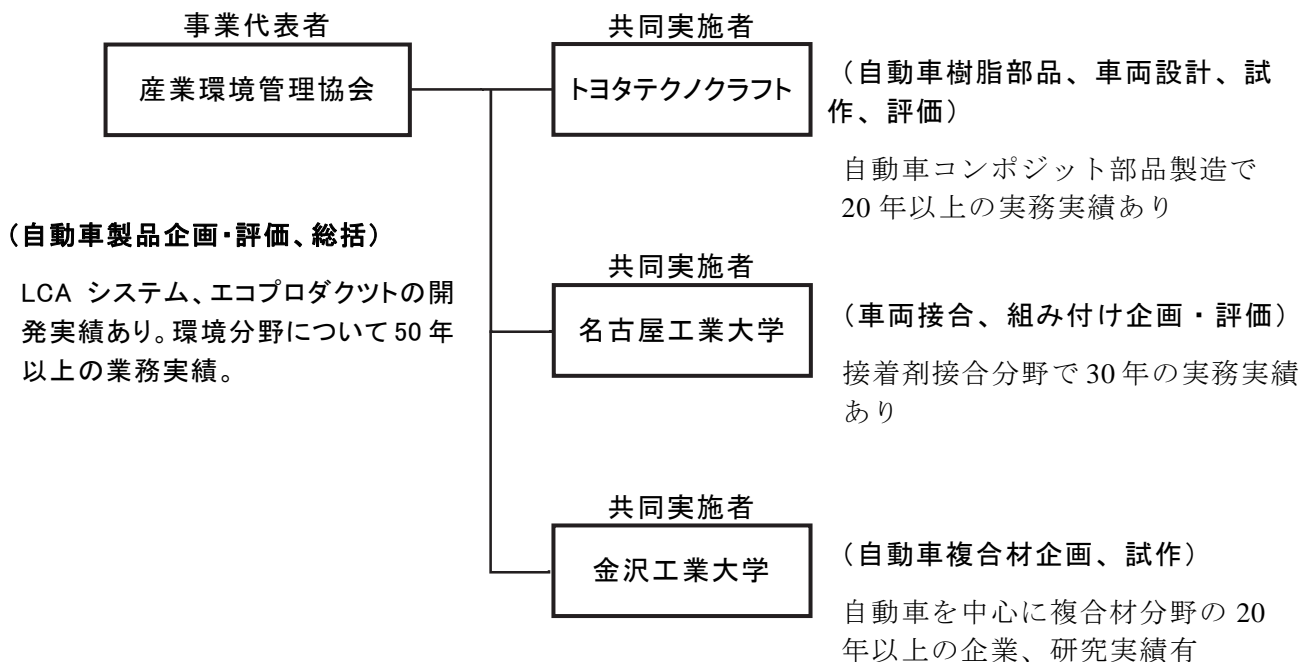 事業代表者
産業環境管理協会
(自動車製品企画・評価、総括)
LCA システム、エコプロダクツトの開
発実績あり。環境分野について 50 年
以上の業務実績。
共同実施者
トヨタテクノクラフト
(自動車樹脂部品、車両設計、試
作、評価)
自動車コンポジット部品製造で
20 年以上の実務実績あり
共同実施者
名古屋工業大学
(車両接合、組み付け企画・評価)
接着剤接合分野で 30 年の実務実績
あり
共同実施者
金沢工業大学
(自動車複合材企画、試作)
自動車を中心に複合材分野の 20
年以上の企業、研究実績有